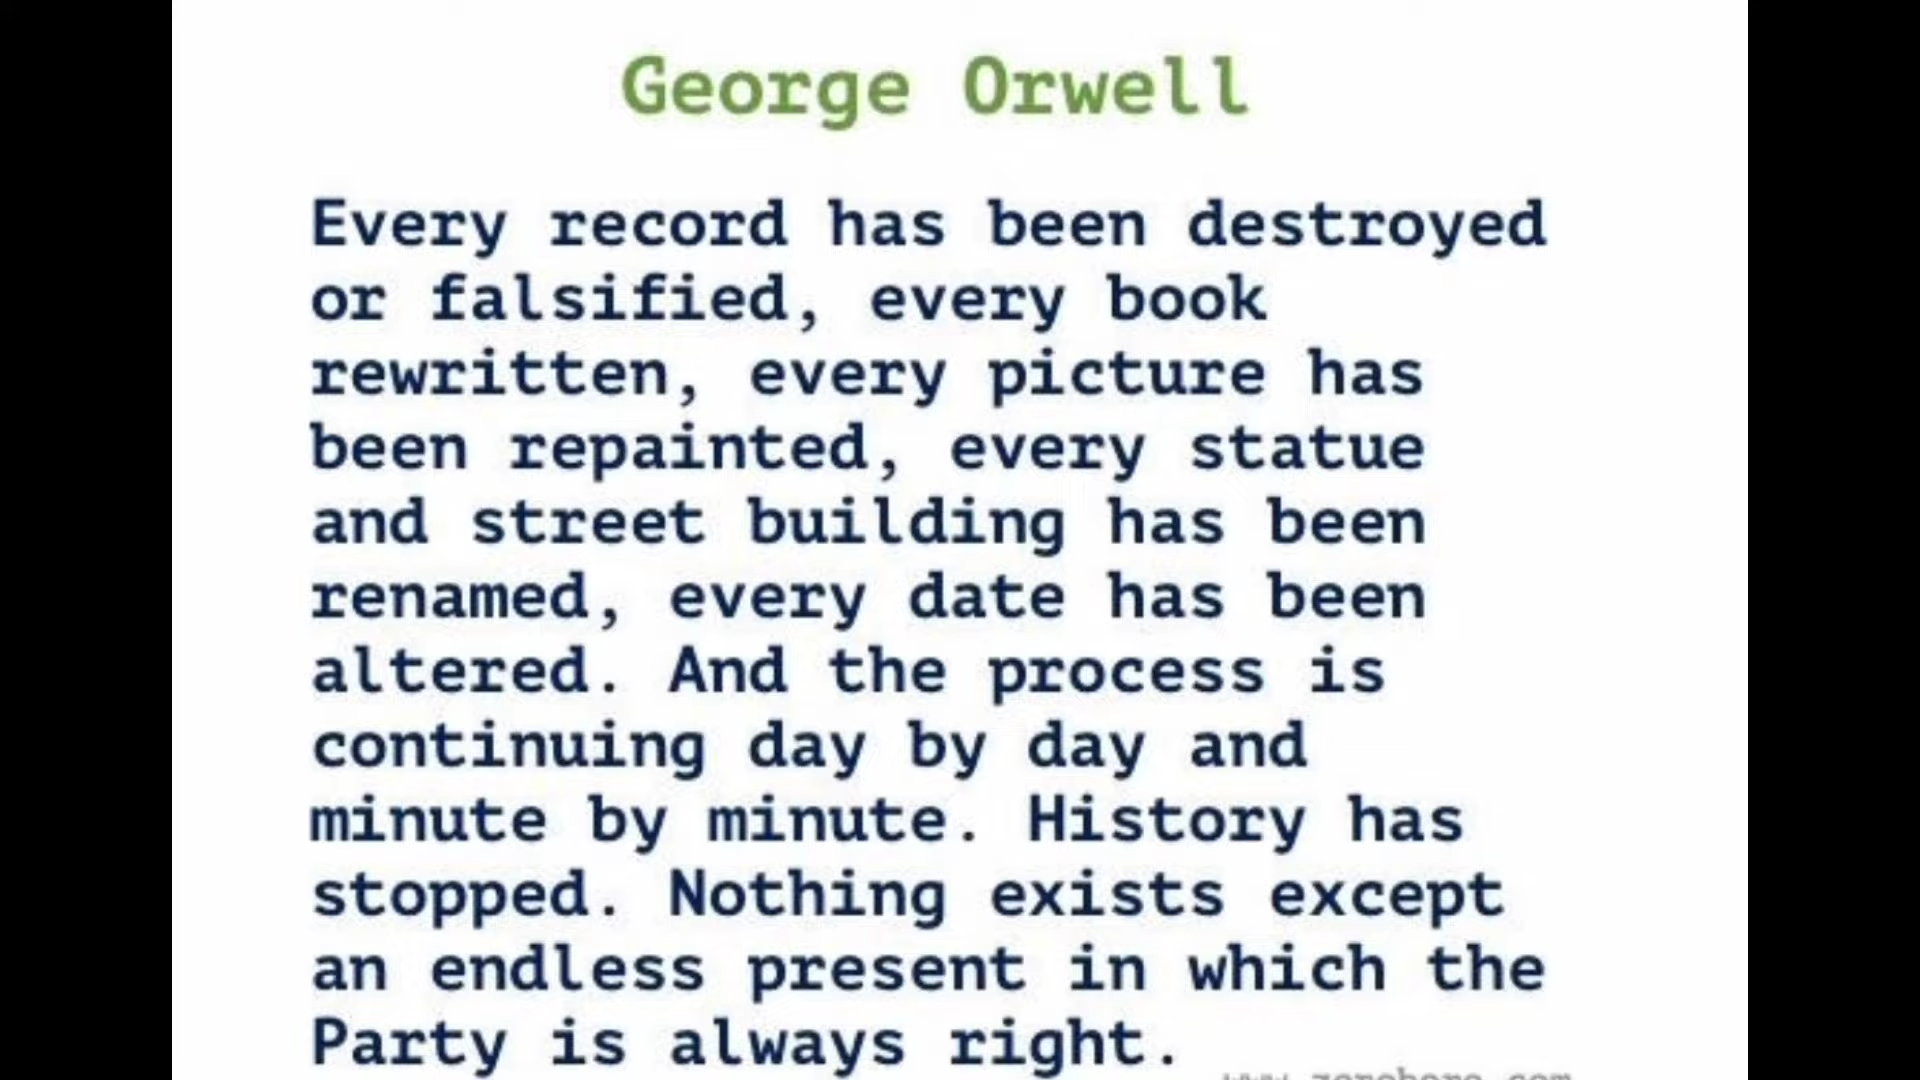 George Orwell
Every record has been destroyed
or falsified, every book
rewritten, every picture has
been repainted, every statue
and street building has been
renamed, every date has been
altered. And the process is
continuing day by day and
minute by minute. History has
stopped. Nothing exists except
an endless present in which the
Party is always right.